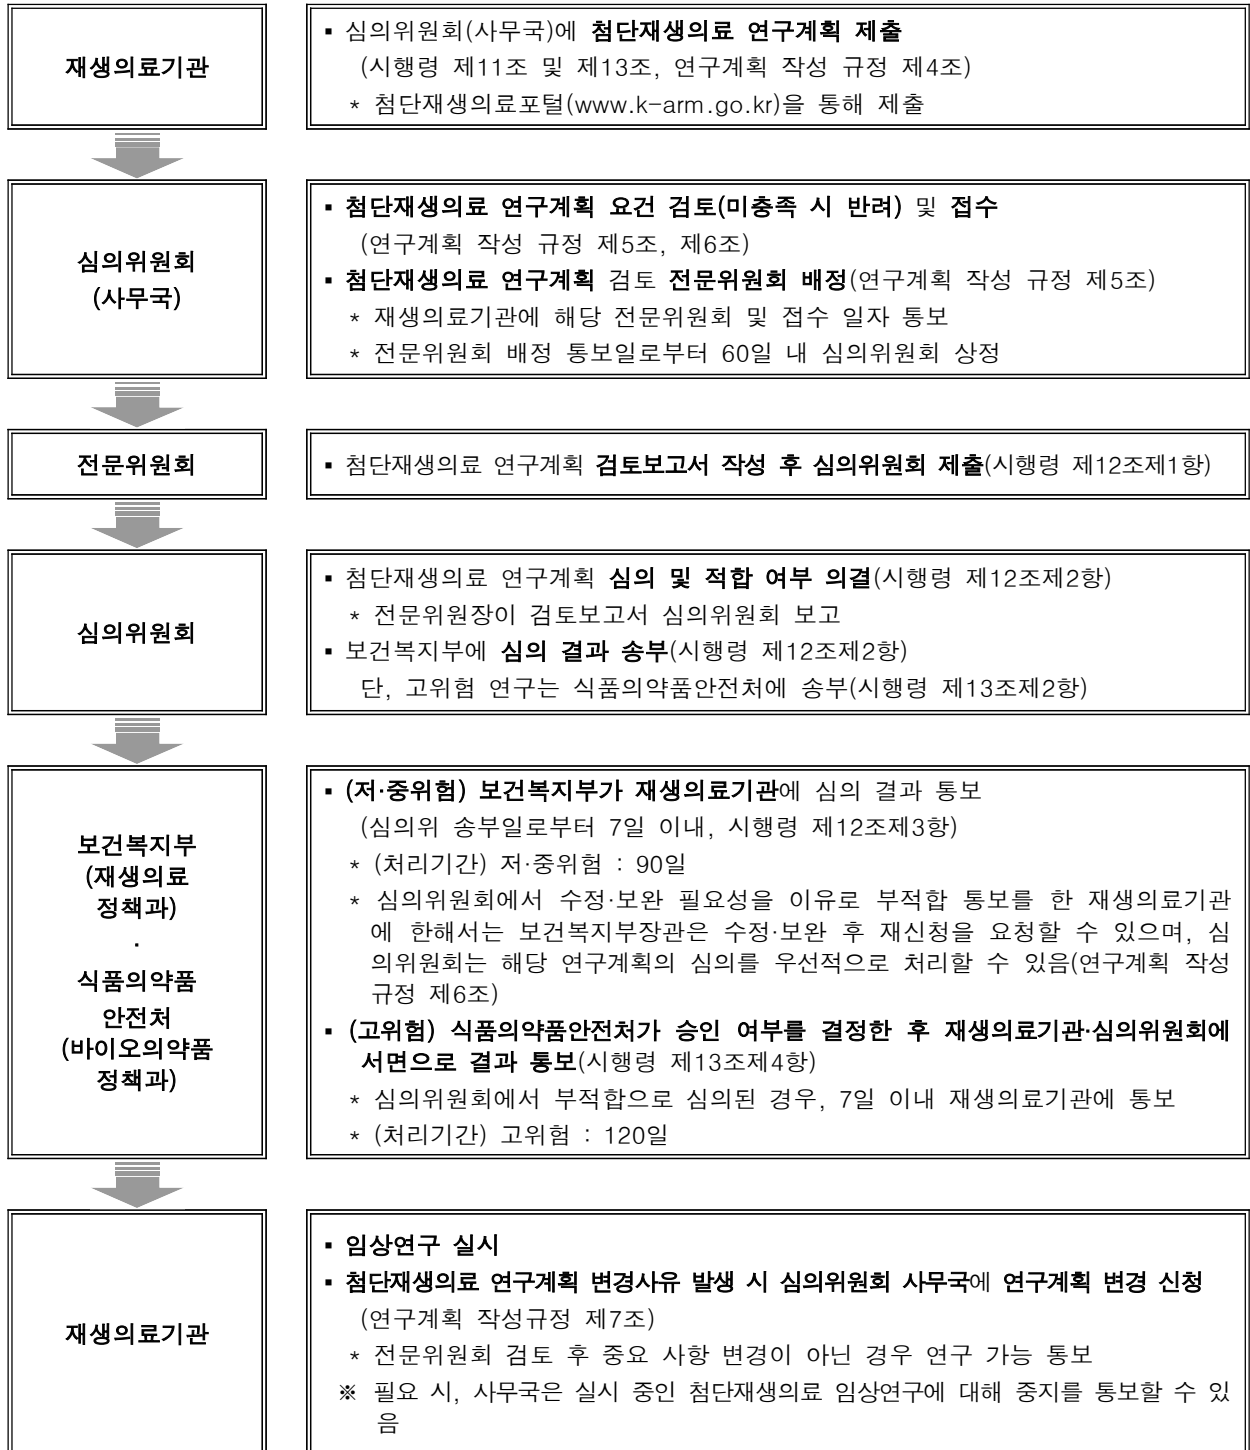 재생의료기관
▪ 심의위원회(사무국)에 첨단재생의료 연구계획 제출
(시행령 제11조 및 제13조, 연구계획 작성 규정 제4조)
* 첨단재생의료포털(www.k-arm.go.kr)을 통해 제출
심의위원회
(사무국)
▪ 첨단재생의료 연구계획 요건 검토(미충족 시 반려) 및 접수
(연구계획 작성 규정 제5조, 제6조)
▪ 첨단재생의료 연구계획 검토 전문위원회 배정(연구계획 작성 규정 제5조)
* 재생의료기관에 해당 전문위원회 및 접수 일자 통보
* 전문위원회 배정 통보일로부터 60일 내 심의위원회 상정
전문위원회
▪ 첨단재생의료 연구계획 검토보고서 작성 후 심의위원회 제출(시행령 제12조제1항)
심의위원회
▪ 첨단재생의료 연구계획 심의 및 적합 여부 의결(시행령 제12조제2항)
* 전문위원장이 검토보고서 심의위원회 보고
▪ 보건복지부에 심의 결과 송부(시행령 제12조제2항)
단, 고위험 연구는 식품의약품안전처에 송부(시행령 제13조제2항)
보건복지부
(재생의료
정책과)
·
식품의약품
안전처
(바이오의약품
정책과)
▪ (저·중위험) 보건복지부가 재생의료기관에 심의 결과 통보
(심의위 송부일로부터 7일 이내, 시행령 제12조제3항)
* (처리기간) 저·중위험 : 90일
* 심의위원회에서 수정·보완 필요성을 이유로 부적합 통보를 한 재생의료기관
에 한해서는 보건복지부장관은 수정·보완 후 재신청을 요청할 수 있으며, 심
의위원회는 해당 연구계획의 심의를 우선적으로 처리할 수 있음(연구계획 작성
규정 제6조)
▪ (고위험) 식품의약품안전처가 승인 여부를 결정한 후 재생의료기관·심의위원회에
서면으로 결과 통보(시행령 제13조제4항)
* 심의위원회에서 부적합으로 심의된 경우, 7일 이내 재생의료기관에 통보
* (처리기간) 고위험 : 120일
재생의료기관
▪ 임상연구 실시
▪ 첨단재생의료 연구계획 변경사유 발생 시 심의위원회 사무국에 연구계획 변경 신청
(연구계획 작성규정 제7조)
* 전문위원회 검토 후 중요 사항 변경이 아닌 경우 연구 가능 통보
※ 필요 시, 사무국은 실시 중인 첨단재생의료 임상연구에 대해 중지를 통보할 수 있
음